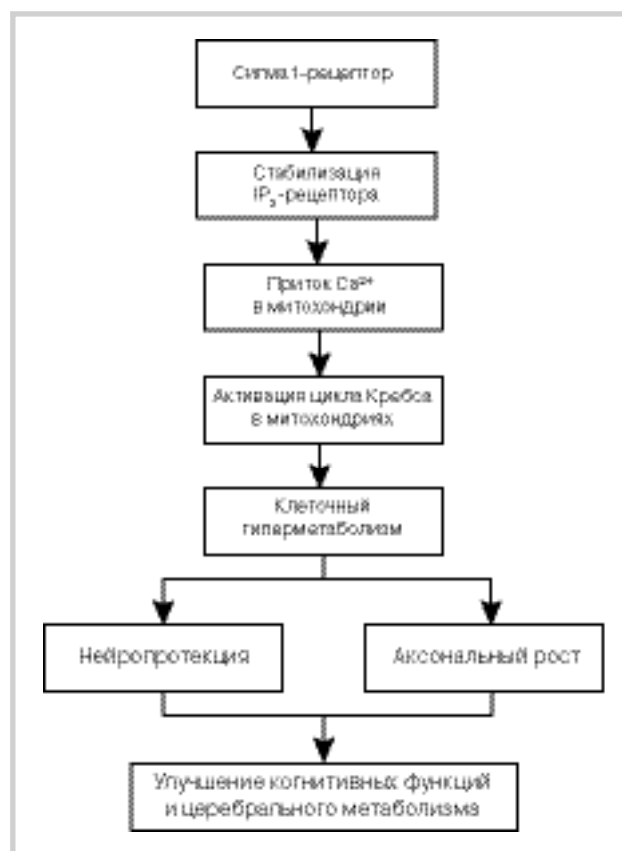 Сигма1-рецептор
Стабилизация
IP₃-рецептора
Приток Ca²⁺
в митохондрии
Активация цикла Кребса
в митохондриях
Клеточный
гиперметаболизм
Нейропротекция
Аксональный рост
Улучшение когнитивных функций
и церебрального метаболизма